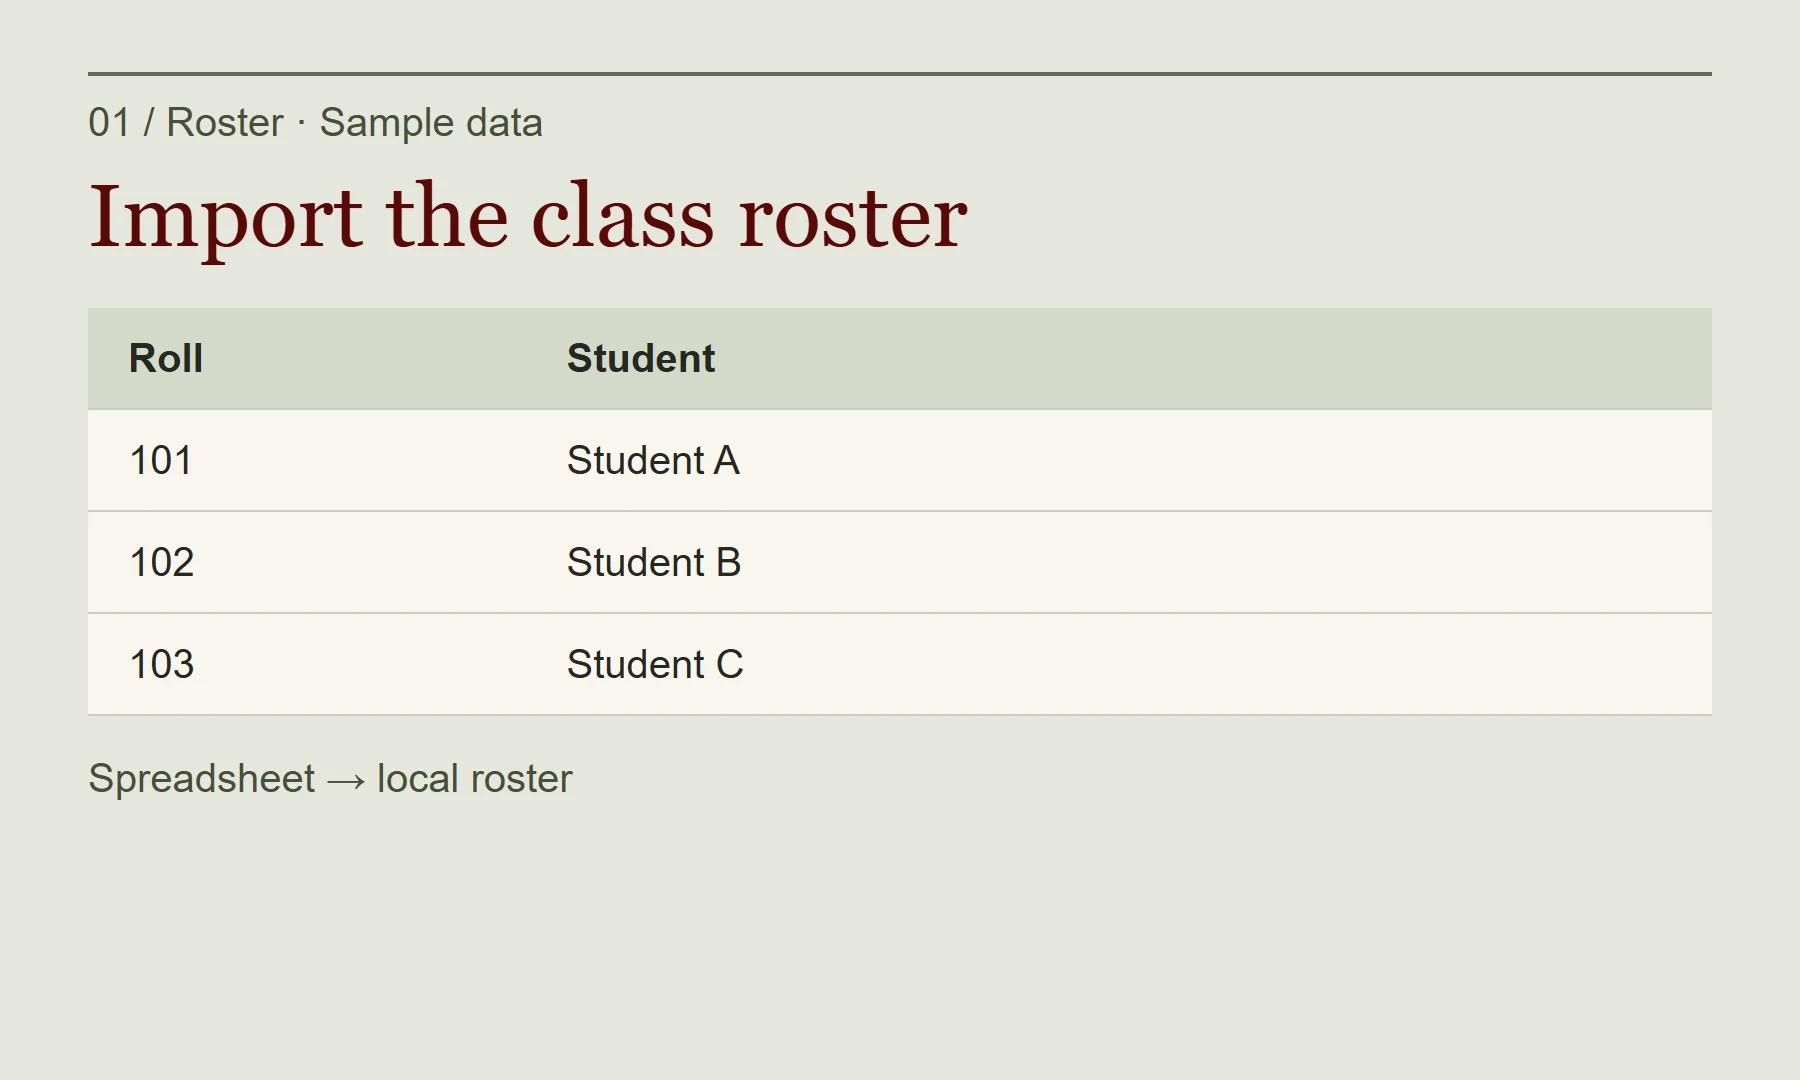 01 / Roster · Sample data
Import the class roster
Roll Student
101 Student A
102 Student B
103 Student C
Spreadsheet → local roster